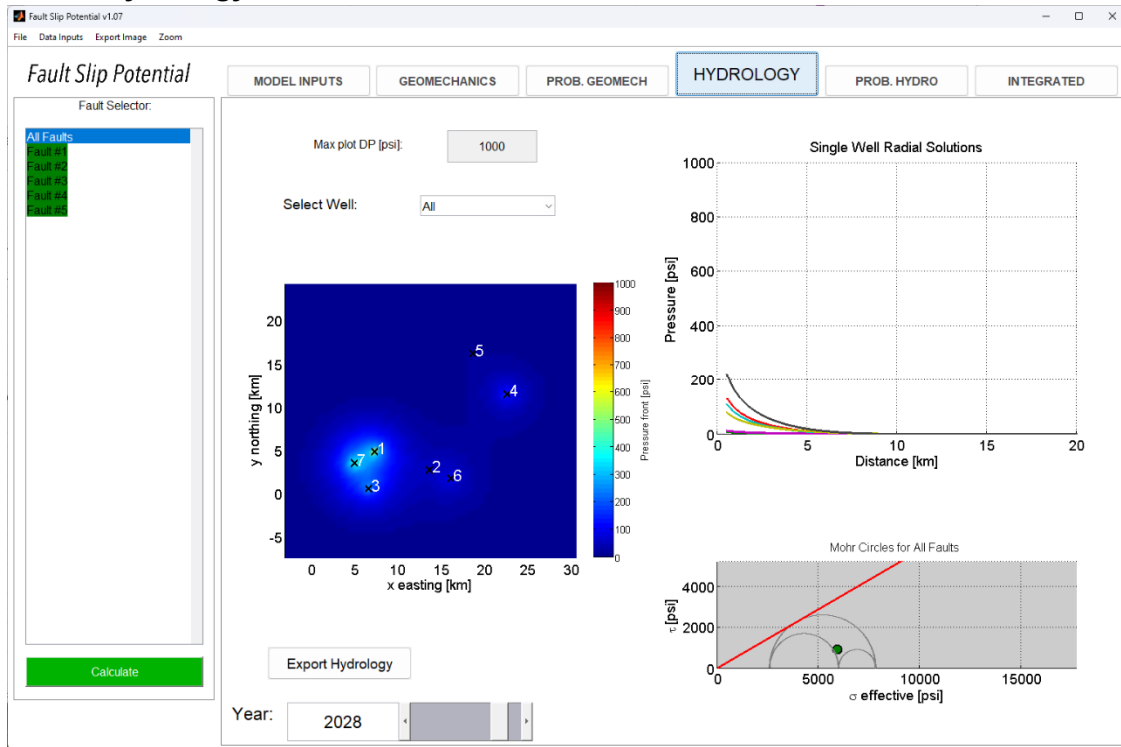 Fault Slip Potential v1.07
File Data Inputs Export Image Zoom
Fault Slip Potential
MODEL INPUTS GEOMECHANICS PROB. GEOMECH HYDROLOGY PROB. HYDRO INTEGRATED
Fault Selector:
All Faults
Fault #1
Fault #2
Fault #3
Fault #4
Fault #5
Calculate
Max plot DP [psi]: 1000
Select Well: All
y northing [km]
20
15
10
5
0
-5
0 5 10 15 20 25 30
x easting [km]
5
4
1
7
2
6
3
1000
900
800
700
600
500
400
300
200
100
0
Pressure front [psi]
Export Hydrology
Year: 2028
Single Well Radial Solutions
Pressure [psi]
1000
800
600
400
200
0
0 5 10 15 20
Distance [km]
Mohr Circles for All Faults
τ [psi]
4000
2000
0
0 5000 10000 15000
σ effective [psi]